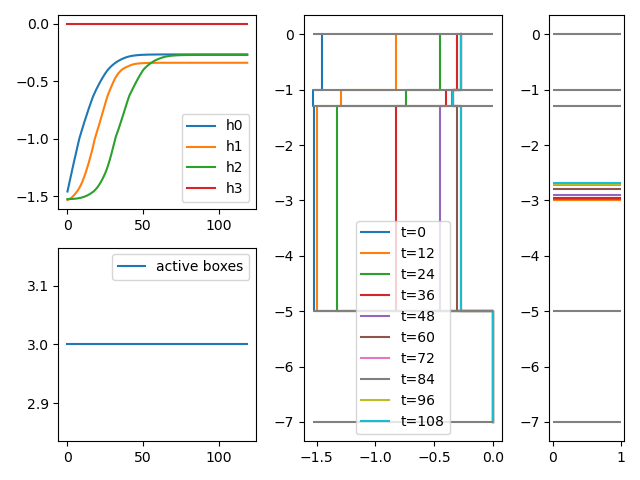 0.0
−0.5
−1.0
−1.5
0
50
100
h0
h1
h2
h3
3.1
3.0
2.9
0
50
100
active boxes
0
−1
−2
−3
−4
−5
−6
−7
−1.5
−1.0
−0.5
0.0
t=0
t=12
t=24
t=36
t=48
t=60
t=72
t=84
t=96
t=108
0
−1
−2
−3
−4
−5
−6
−7
0
1